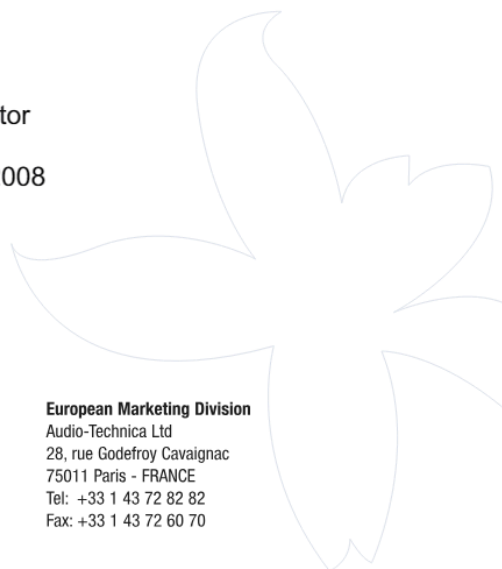 tor
008
European Marketing Division
Audio-Technica Ltd
28, rue Godefroy Cavaignac
75011 Paris - FRANCE
Tel: +33 1 43 72 82 82
Fax: +33 1 43 72 60 70